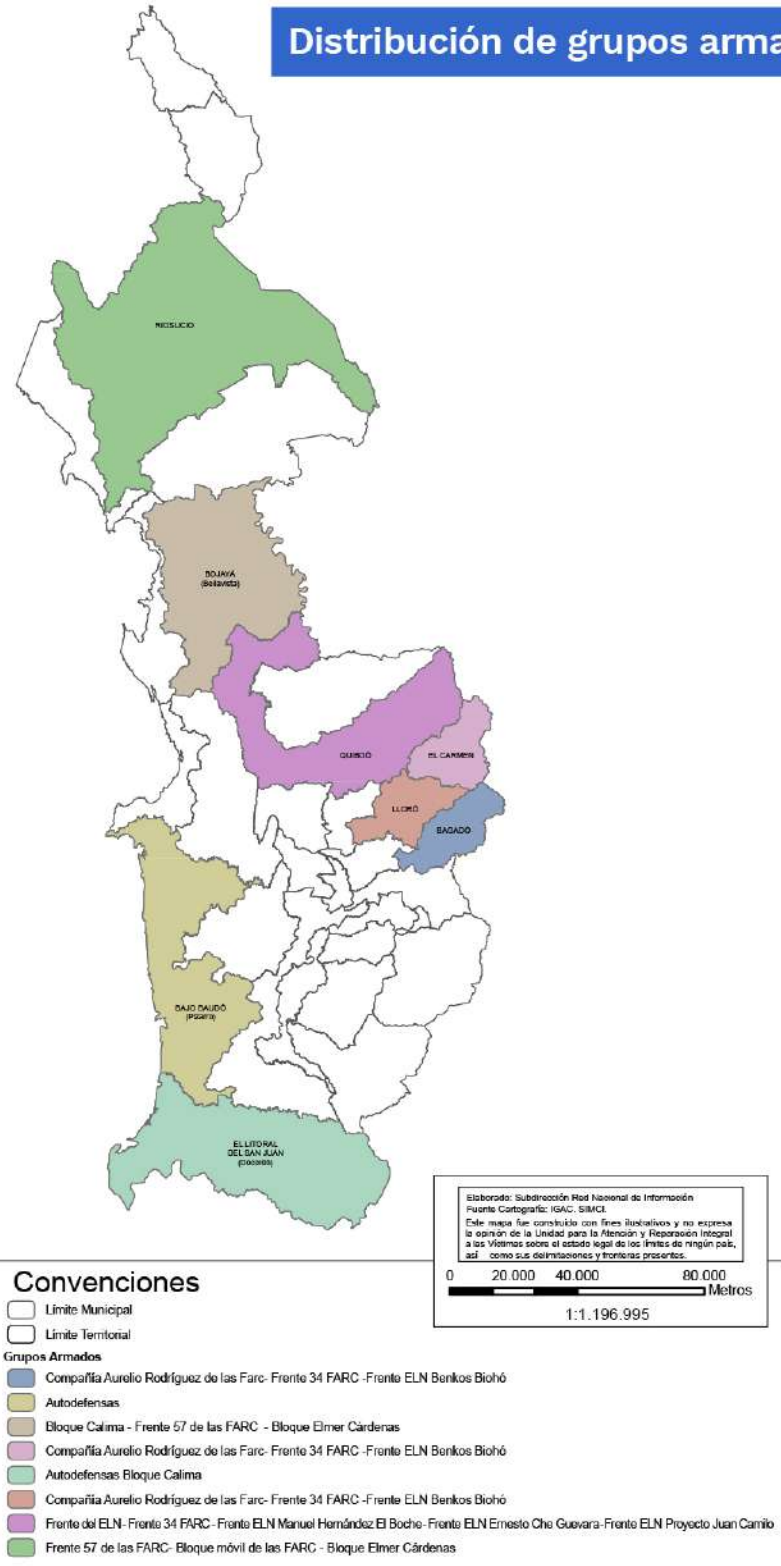 Distribución de grupos arma
RIOSUCIO
BOJAYÁ
(Bellavista)
QUIBDÓ
EL CARMEN
LLORÓ
BAGADÓ
BAJO BAUDÓ
(Pizarro)
EL LITORAL
DEL SAN JUAN
Elaborado: Subdirección Red Nacional de Información
Fuente Cartografía: IGAC. SIMCI.
Este mapa fue construido con fines ilustrativos y no expresa
la opinión de la Unidad para la Atención y Reparación Integral
a las Víctimas sobre el estado legal de los límites de ningún país,
así como sus delimitaciones y fronteras presentes.
0 20 000 40.000 80.000
Metros
1:1.196.995
Convenciones
Límite Municipal
Límite Territorial
Grupos Armados
Compañía Aurelio Rodríguez de las Farc- Frente 34 FARC -Frente ELN Benkos Biohó
Autodefensas
Bloque Calima - Frente 57 de las FARC - Bloque Elmer Cárdenas
Compañía Aurelio Rodríguez de las Farc- Frente 34 FARC -Frente ELN Benkos Biohó
Autodefensas Bloque Calima
Compañía Aurelio Rodríguez de las Farc- Frente 34 FARC -Frente ELN Benkos Biohó
Frente del ELN- Frente 34 FARC- Frente ELN Manuel Hernández El Boche- Frente ELN Ernesto Che Guevara-Frente ELN Proyecto Juan Camilo
Frente 57 de las FARC- Bloque móvil de las FARC - Bloque Elmer Cárdenas